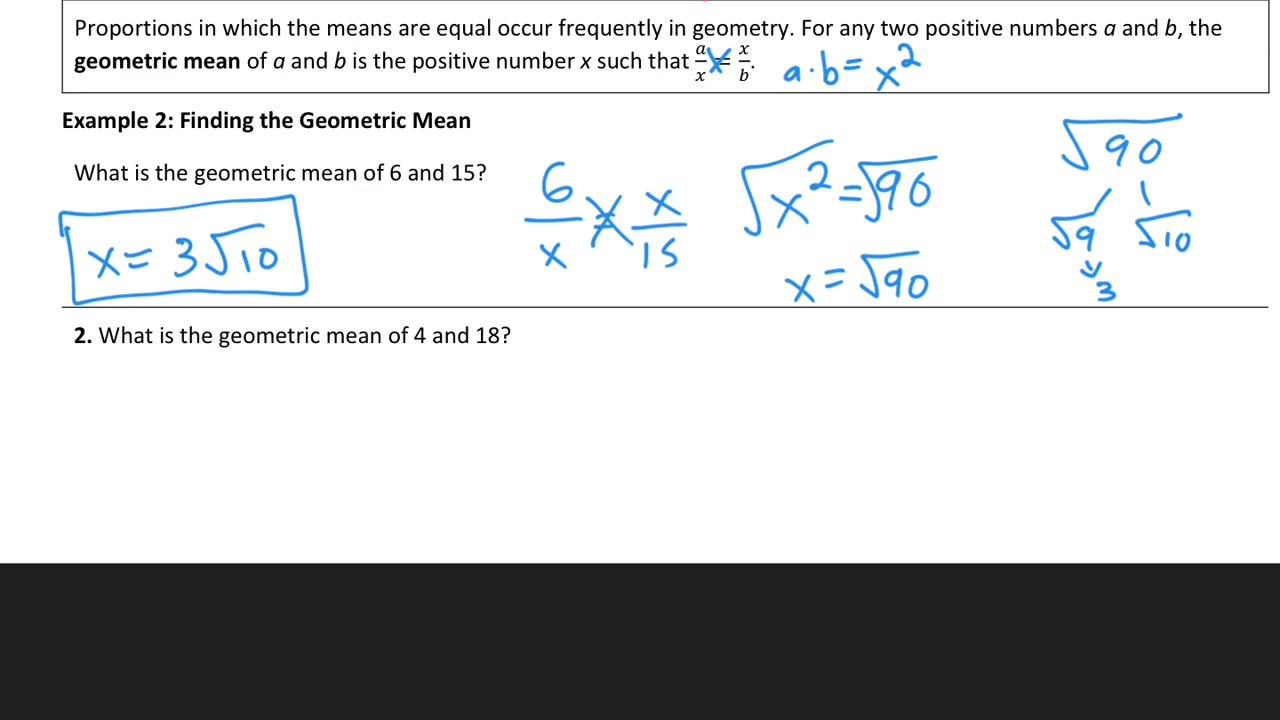 Proportions in which the means are equal occur frequently in geometry. For any two positive numbers a and b, the
geometric mean of a and b is the positive number x such that a/x = x/b. a · b = x²
Example 2: Finding the Geometric Mean
What is the geometric mean of 6 and 15?
6/x = x/15
√x² = √90
x = √90
√90
√9 √10
3
x = 3√10
2. What is the geometric mean of 4 and 18?